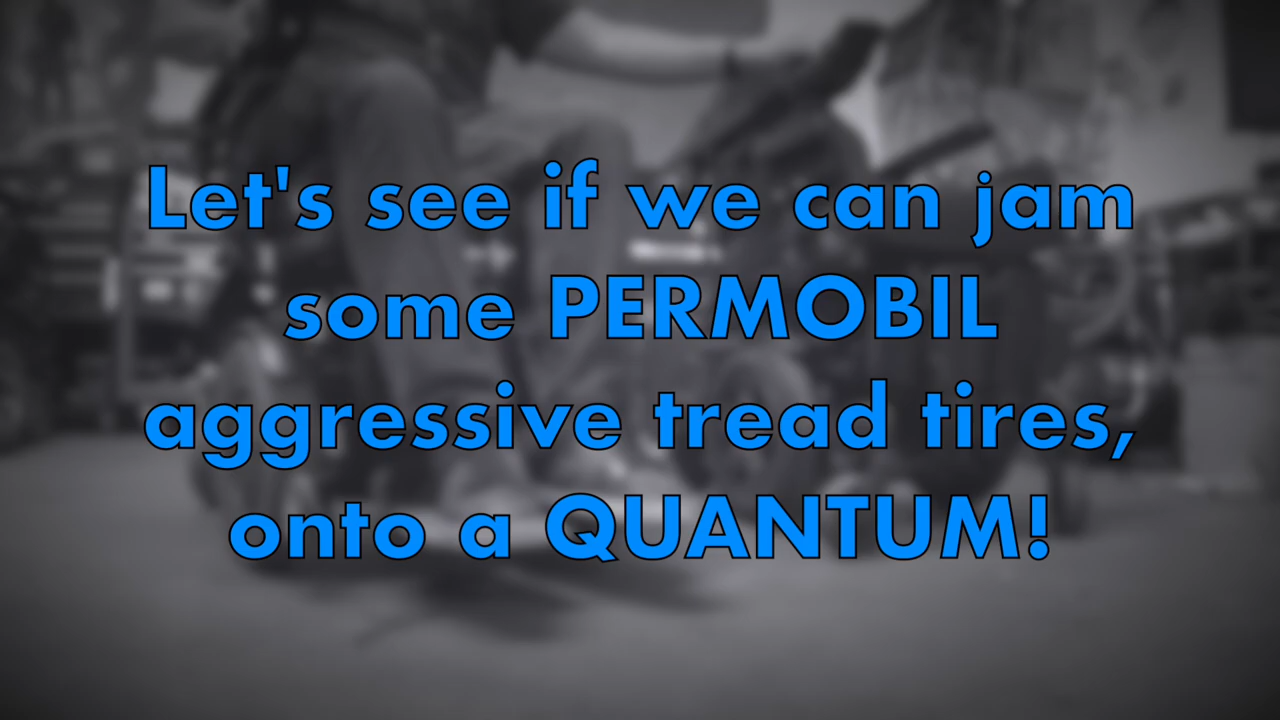 Let's see if we can jam
some PERMOBIL
aggressive tread tires,
onto a QUANTUM!